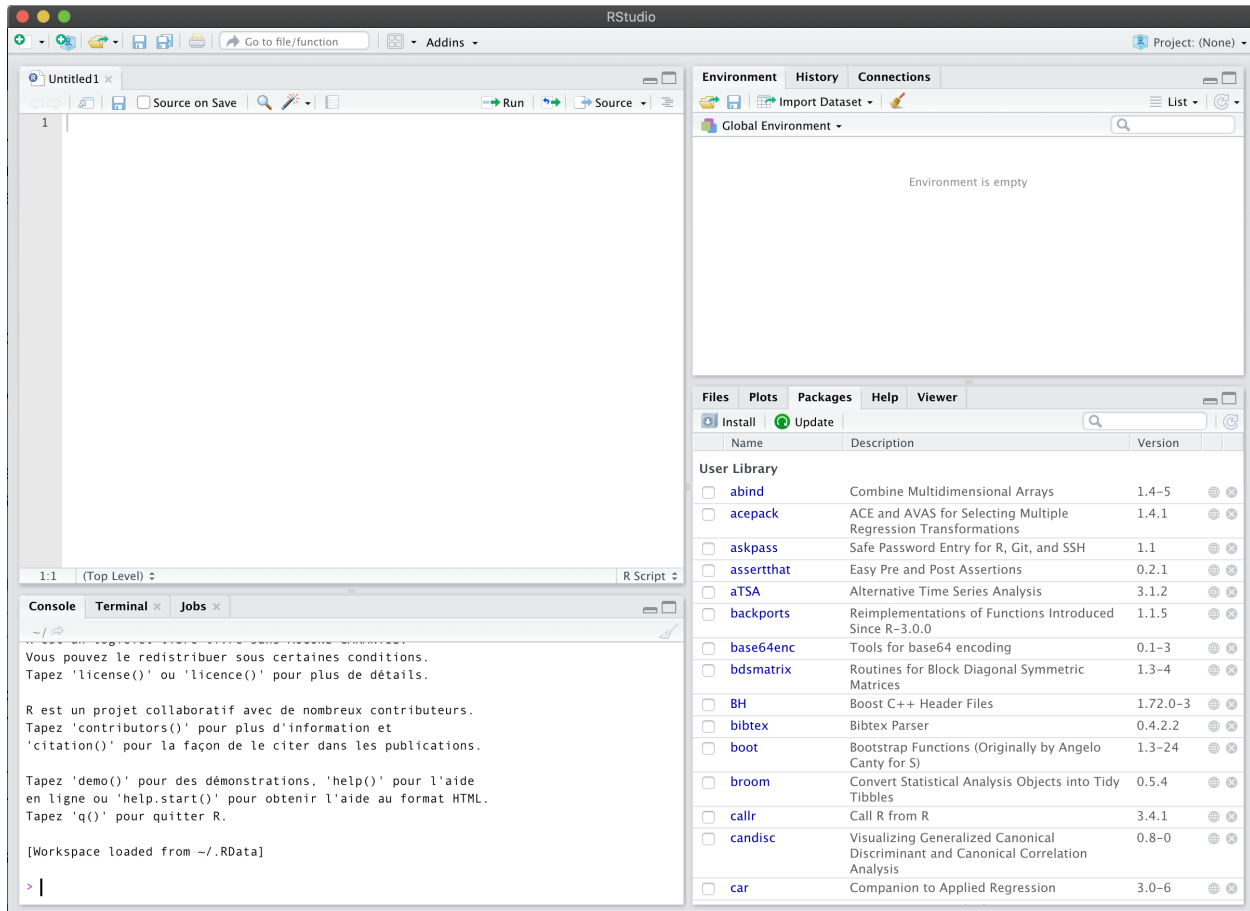 RStudio
Go to file/function
Addins
Project: (None)
Untitled1
Source on Save
Run
Source
1
1:1 (Top Level)
R Script
Console Terminal Jobs
~/
R est un logiciel libre livré sans AUCUNE GARANTIE.
Vous pouvez le redistribuer sous certaines conditions.
Tapez 'license()' ou 'licence()' pour plus de détails.
R est un projet collaboratif avec de nombreux contributeurs.
Tapez 'contributors()' pour plus d'information et
'citation()' pour la façon de le citer dans les publications.
Tapez 'demo()' pour des démonstrations, 'help()' pour l'aide
en ligne ou 'help.start()' pour obtenir l'aide au format HTML.
Tapez 'q()' pour quitter R.
[Workspace loaded from ~/.RData]
>
Environment History Connections
Import Dataset
List
Global Environment
Environment is empty
Files Plots Packages Help Viewer
Install Update
Name Description Version
User Library
abind Combine Multidimensional Arrays 1.4-5
acepack ACE and AVAS for Selecting Multiple 1.4.1
Regression Transformations
askpass Safe Password Entry for R, Git, and SSH 1.1
assertthat Easy Pre and Post Assertions 0.2.1
aTSA Alternative Time Series Analysis 3.1.2
backports Reimplementations of Functions Introduced 1.1.5
Since R-3.0.0
base64enc Tools for base64 encoding 0.1-3
bdsmatrix Routines for Block Diagonal Symmetric 1.3-4
Matrices
BH Boost C++ Header Files 1.72.0-3
bibtex Bibtex Parser 0.4.2.2
boot Bootstrap Functions (Originally by Angelo 1.3-24
Canty for S)
broom Convert Statistical Analysis Objects into Tidy 0.5.4
Tibbles
callr Call R from R 3.4.1
candisc Visualizing Generalized Canonical 0.8-0
Discriminant and Canonical Correlation
Analysis
car Companion to Applied Regression 3.0-6